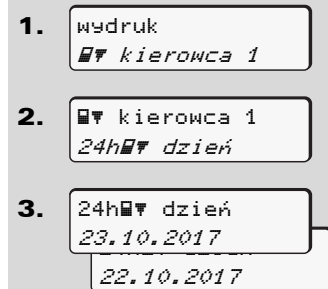 1.
wydruk
🖬▼ kierowca 1
2.
🖬▼ kierowca 1
24h🖬▼ dzień
3.
24h🖬▼ dzień
23.10.2017
22.10.2017